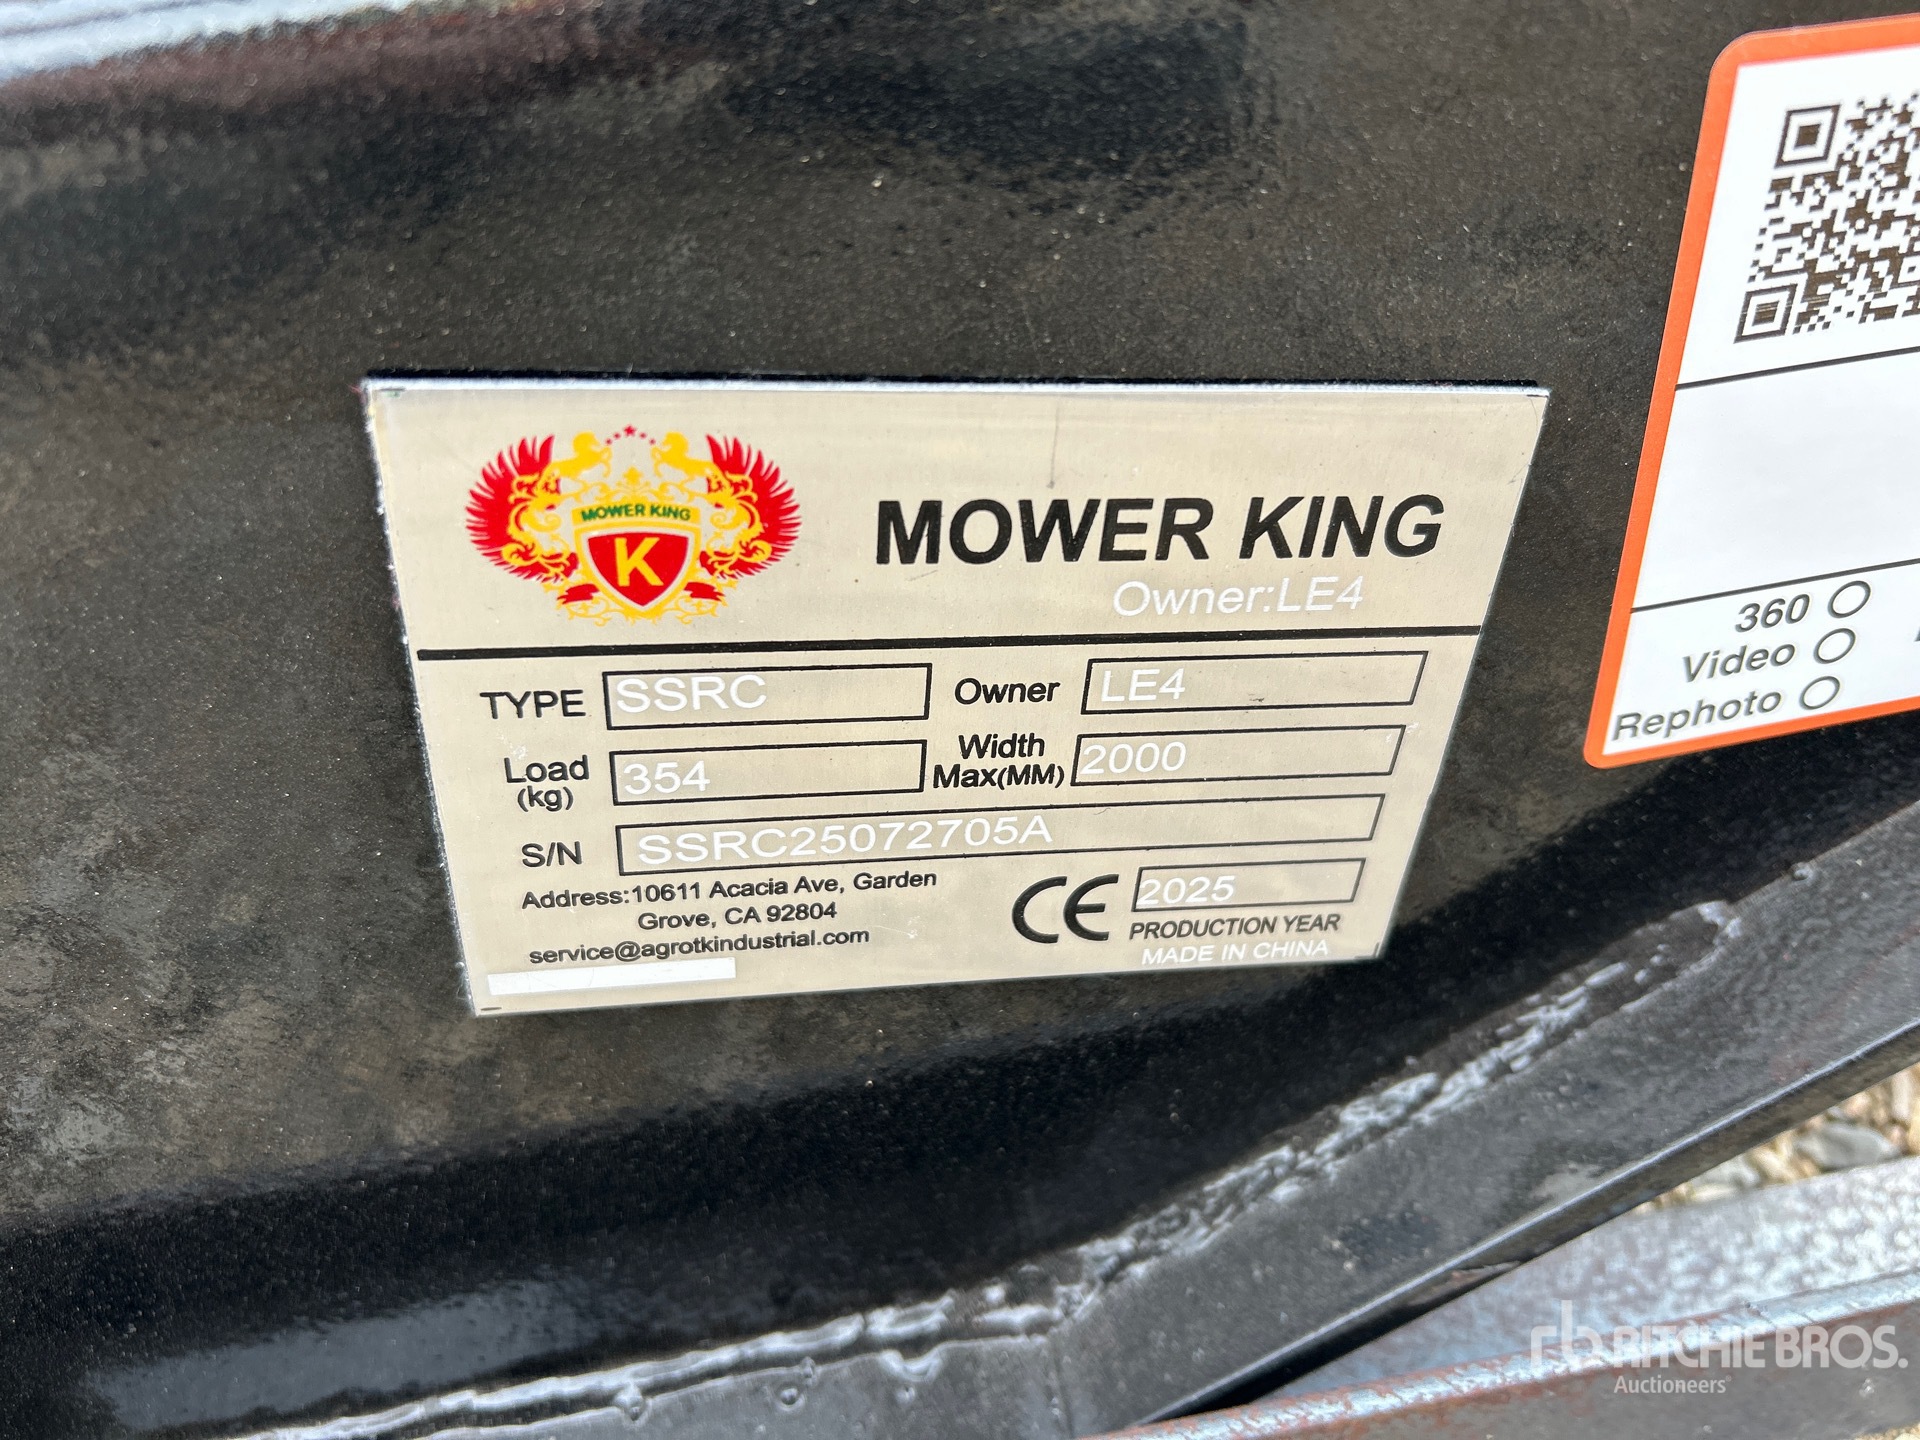 MOWER KING
K
MOWER KING
Owner:LE4
TYPE SSRC Owner LE4
Load (kg) 354 Width Max(MM) 2000
S/N SSRC25072705A
Address:10611 Acacia Ave, Garden
Grove, CA 92804
service@agrotkindustrial.com
CE 2025
PRODUCTION YEAR
MADE IN CHINA
360
Video
Rephoto
rb RITCHIE BROS.
Auctioneers